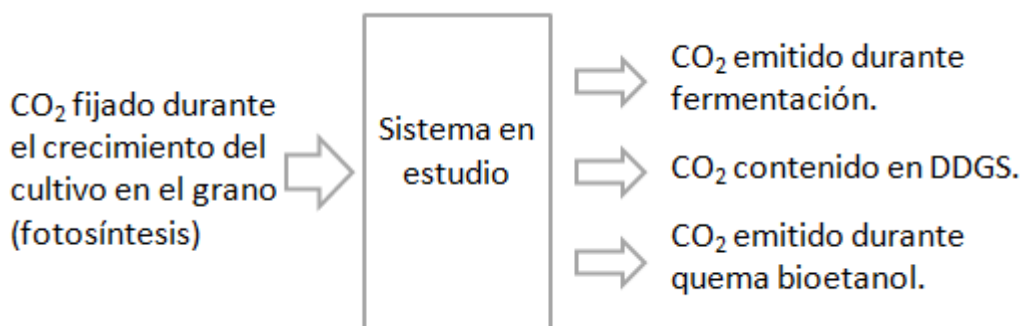 CO₂ fijado durante
el crecimiento del
cultivo en el grano
(fotosíntesis)
Sistema en
estudio
CO₂ emitido durante
fermentación.
CO₂ contenido en DDGS.
CO₂ emitido durante
quema bioetanol.